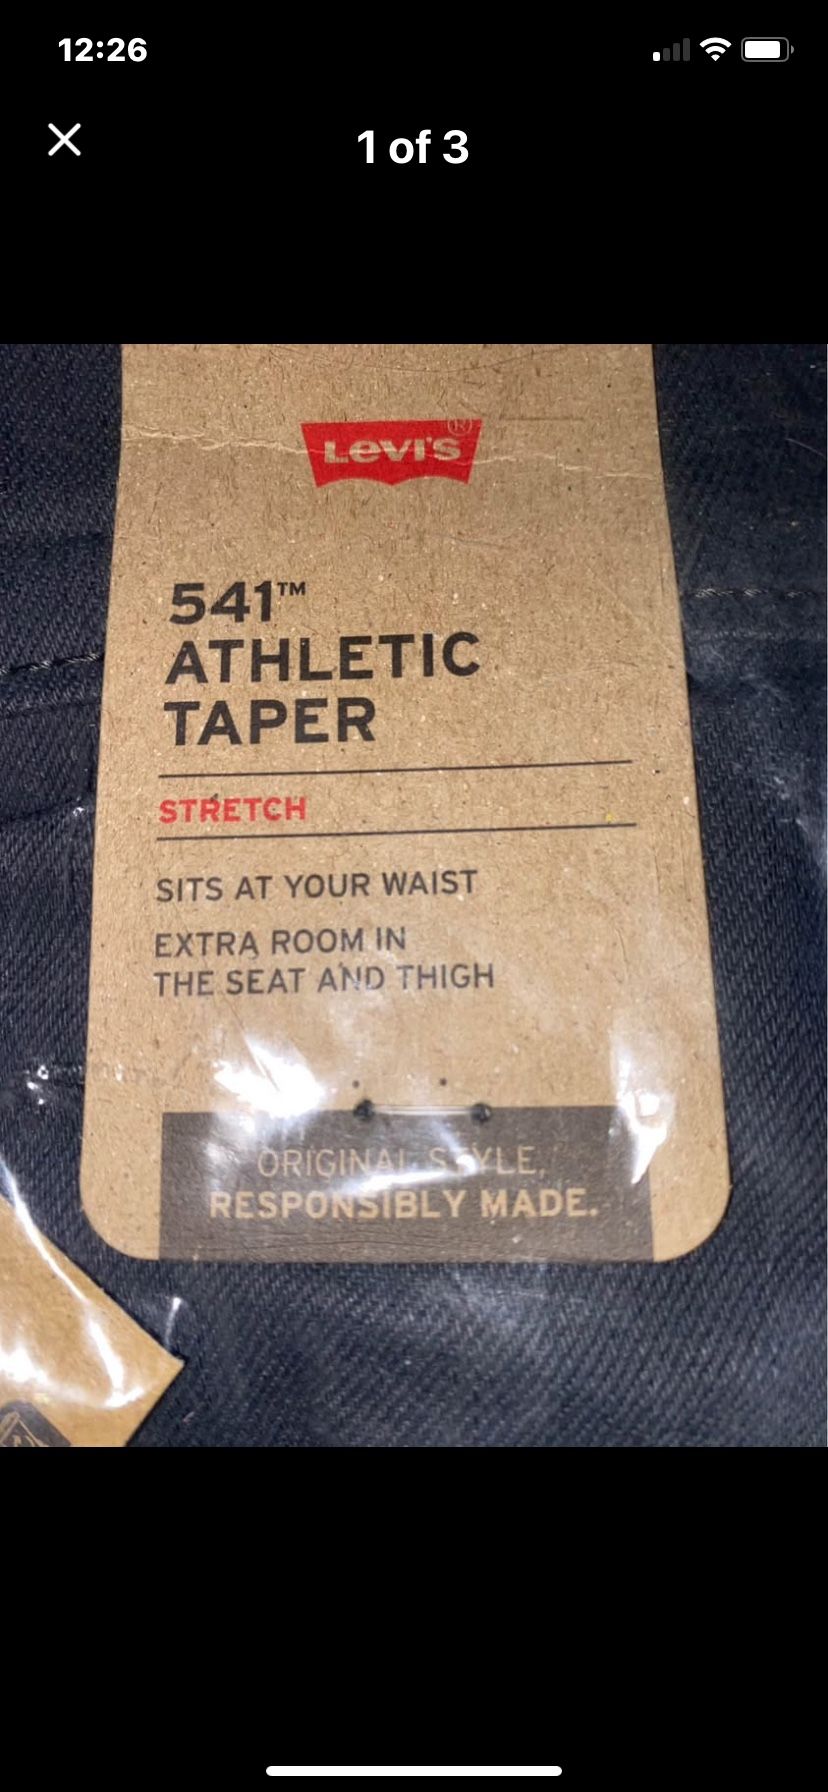 12:26
1 of 3
Levi's®
541™
ATHLETIC
TAPER
STRETCH
SITS AT YOUR WAIST
EXTRA ROOM IN
THE SEAT AND THIGH
ORIGINAL STYLE,
RESPONSIBLY MADE.